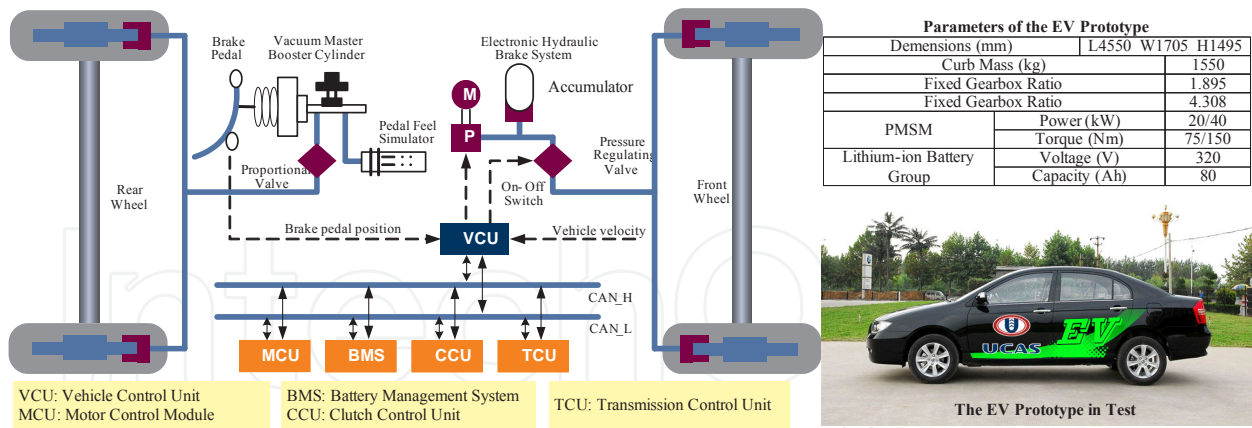 Brake
Pedal
Vacuum Master
Booster Cylinder
Electronic Hydraulic
Brake System
Accumulator
M
P
Pedal Feel
Simulator
Proportional
Valve
Pressure
Regulating
Valve
On- Off
Switch
Rear
Wheel
Front
Wheel
Brake pedal position
VCU
Vehicle velocity
CAN_H
CAN_L
MCU
BMS
CCU
TCU
VCU: Vehicle Control Unit
MCU: Motor Control Module
BMS: Battery Management System
CCU: Clutch Control Unit
TCU: Transmission Control Unit
Parameters of the EV Prototype
Demensions (mm) L4550 W1705 H1495
Curb Mass (kg) 1550
Fixed Gearbox Ratio 1.895
Fixed Gearbox Ratio 4.308
PMSM Power (kW) 20/40
Torque (Nm) 75/150
Lithium-ion Battery Voltage (V) 320
Group Capacity (Ah) 80
UCAS
EV
The EV Prototype in Test